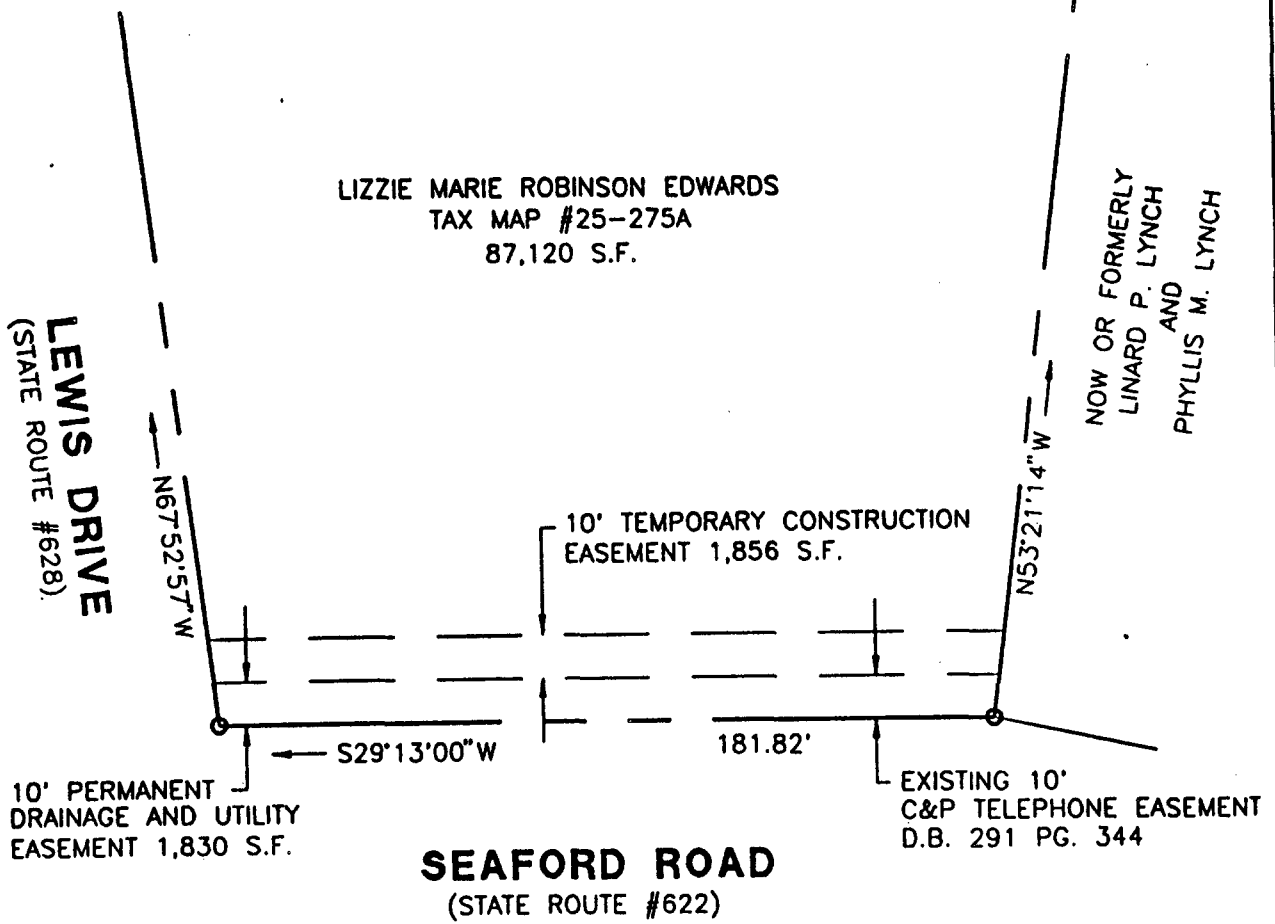 LIZZIE MARIE ROBINSON EDWARDS
TAX MAP #25-275A
87,120 S.F.
NOW OR FORMERLY
LINARD P. LYNCH
AND
PHYLLIS M. LYNCH
LEWIS DRIVE
(STATE ROUTE #628).
N67°52'57"W
10' TEMPORARY CONSTRUCTION
EASEMENT 1,856 S.F.
N53°21'14"W
S29°13'00"W
181.82'
10' PERMANENT
DRAINAGE AND UTILITY
EASEMENT 1,830 S.F.
EXISTING 10'
C&P TELEPHONE EASEMENT
D.B. 291 PG. 344
SEAFORD ROAD
(STATE ROUTE #622)